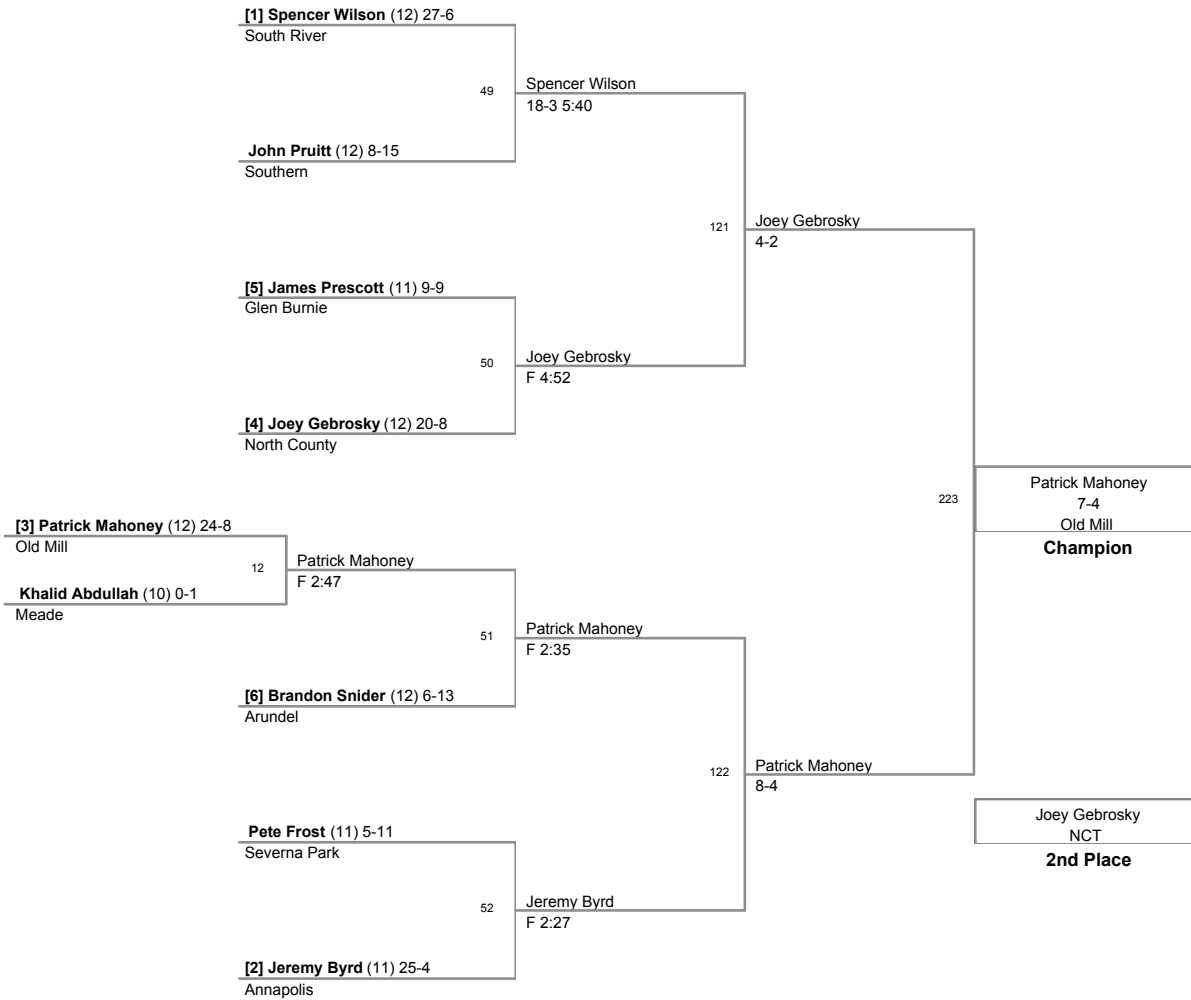 [1] Spencer Wilson (12) 27-6
South River
49
Spencer Wilson
18-3 5:40
John Pruitt (12) 8-15
Southern
121
Joey Gebrosky
4-2
[5] James Prescott (11) 9-9
Glen Burnie
50
Joey Gebrosky
F 4:52
[4] Joey Gebrosky (12) 20-8
North County
223
Patrick Mahoney
7-4
Old Mill
Champion
[3] Patrick Mahoney (12) 24-8
Old Mill
12
Patrick Mahoney
F 2:47
Khalid Abdullah (10) 0-1
Meade
51
Patrick Mahoney
F 2:35
[6] Brandon Snider (12) 6-13
Arundel
122
Patrick Mahoney
8-4
Pete Frost (11) 5-11
Severna Park
52
Jeremy Byrd
F 2:27
[2] Jeremy Byrd (11) 25-4
Annapolis
Joey Gebrosky
NCT
2nd Place